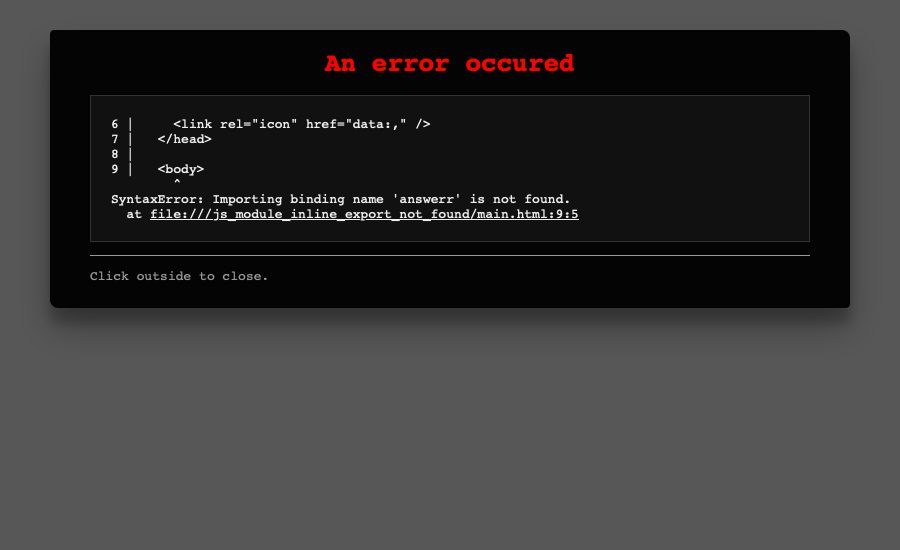 An error occured
6 |     <link rel="icon" href="data:," />
7 |   </head>
8 |
9 |   <body>
        ^
SyntaxError: Importing binding name 'answerr' is not found.
  at file:///js_module_inline_export_not_found/main.html:9:5
Click outside to close.